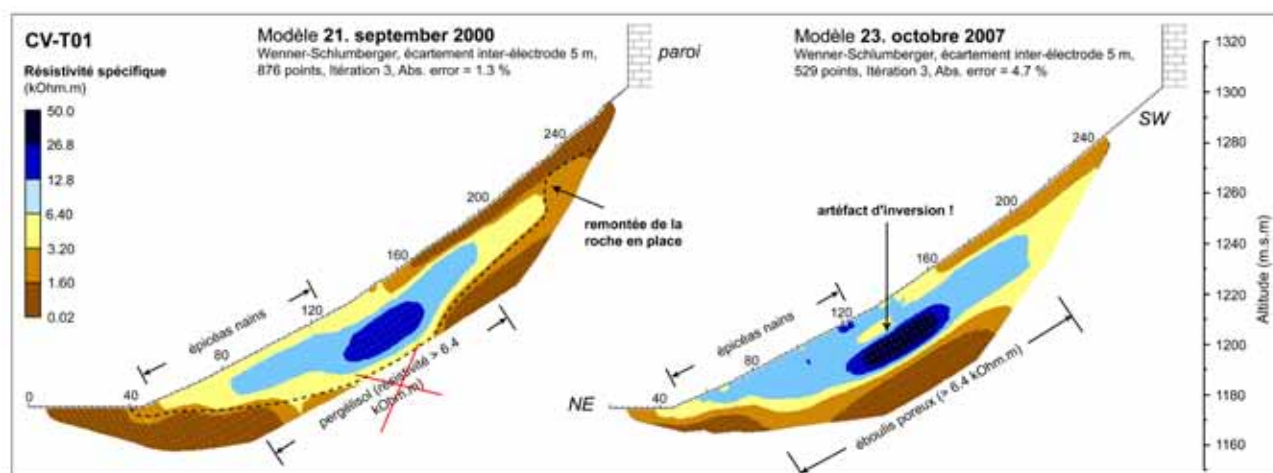 CV-T01
Résistivité spécifique
(kOhm.m)
50.0
26.8
12.8
6.40
3.20
1.60
0.02
Modèle 21. september 2000
Wenner-Schlumberger, écartement inter-électrode 5 m,
876 points, Itération 3, Abs. error = 1.3 %
paroi
0
40
80
120
160
200
240
épicéas nains
remontée de la
roche en place
pergélisol (résistivité > 6.4
kOhm.m)
Modèle 23. octobre 2007
Wenner-Schlumberger, écartement inter-électrode 5 m,
529 points, Itération 3, Abs. error = 4.7 %
SW
NE
40
80
120
160
200
240
artéfact d'inversion !
épicéas nains
éboulis poreux (> 6.4 kOhm.m)
1320
1300
1280
1260
1240
1220
1200
1180
1160
Altitude (m.s.m)